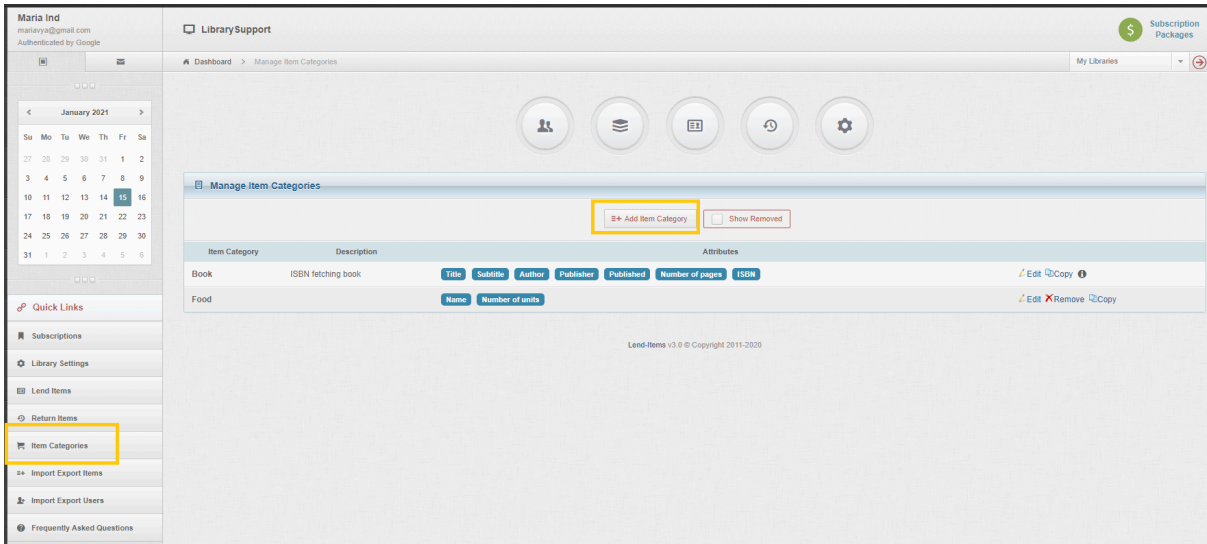 Maria Ind
mariavya@gmail.com
Authenticated by Google
LibrarySupport
$
Subscription
Packages
Dashboard > Manage Item Categories
My Libraries
< January 2021 >
Su Mo Tu We Th Fr Sa
27 28 29 30 31 1 2
3 4 5 6 7 8 9
10 11 12 13 14 15 16
17 18 19 20 21 22 23
24 25 26 27 28 29 30
31 1 2 3 4 5 6
Quick Links
Subscriptions
Library Settings
Lend Items
Return Items
Item Categories
Import Export Items
Import Export Users
Frequently Asked Questions
Manage Item Categories
Add Item Category Show Removed
Item Category Description Attributes
Book ISBN fetching book Title Subtitle Author Publisher Published Number of pages ISBN Edit Copy
Food Name Number of units Edit Remove Copy
Lend-Items v3.0 © Copyright 2011-2020